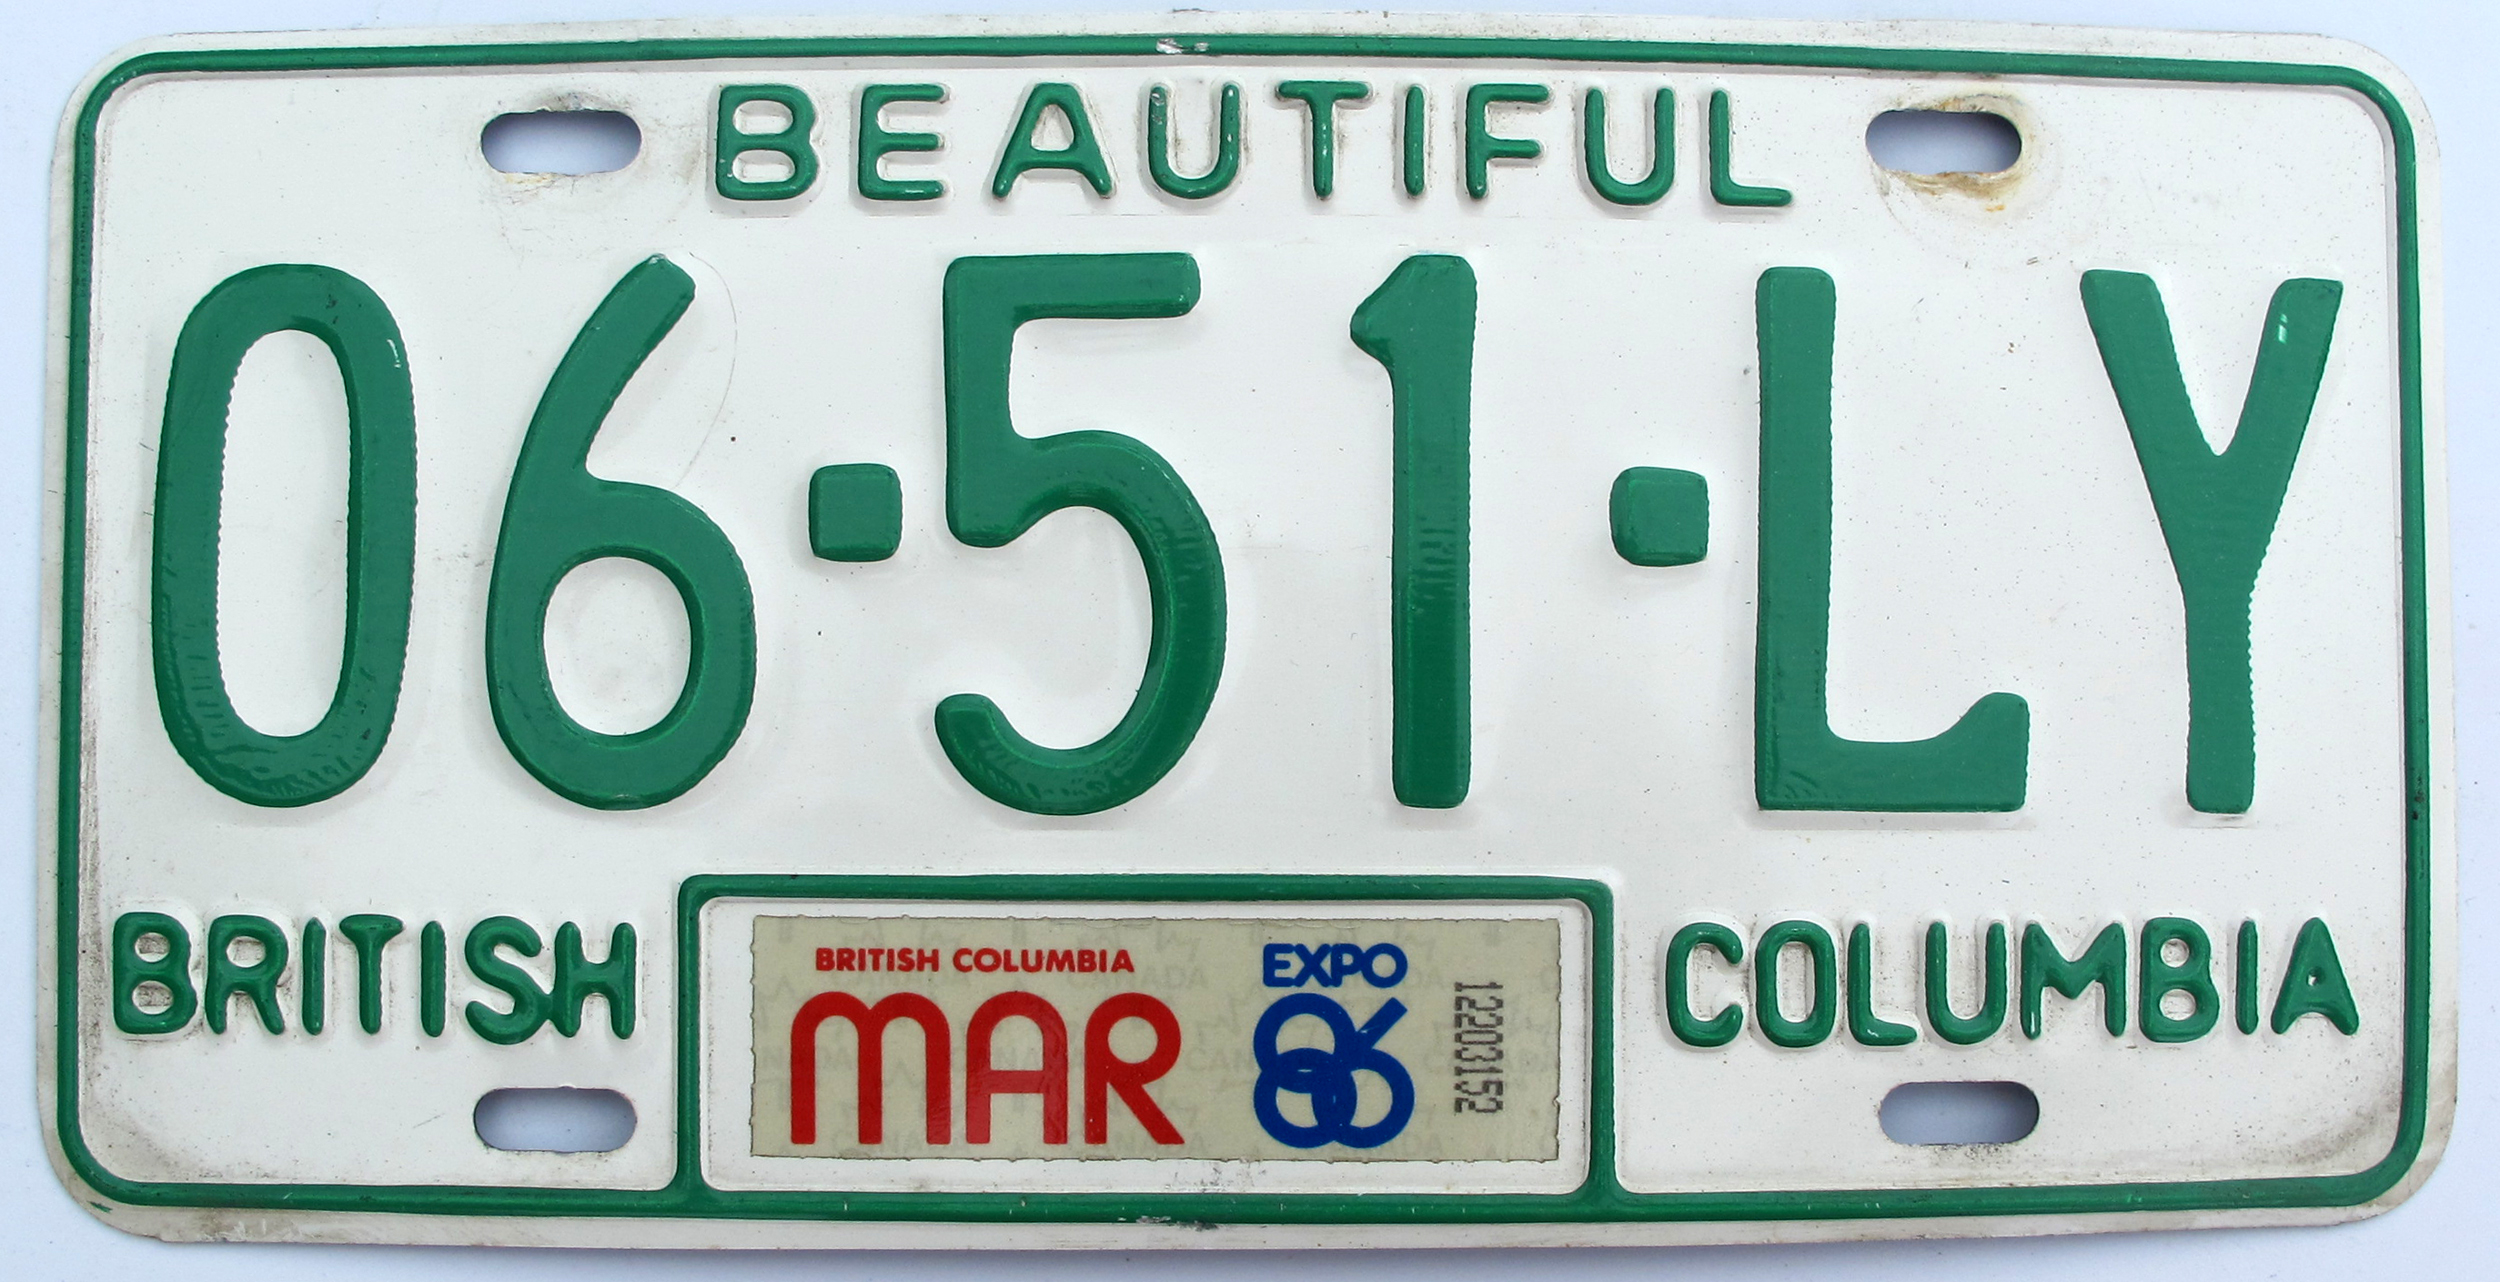 BEAUTIFUL
06·51·LY
BRITISH
BRITISH COLUMBIA
MAR
EXPO
86
12203152
COLUMBIA